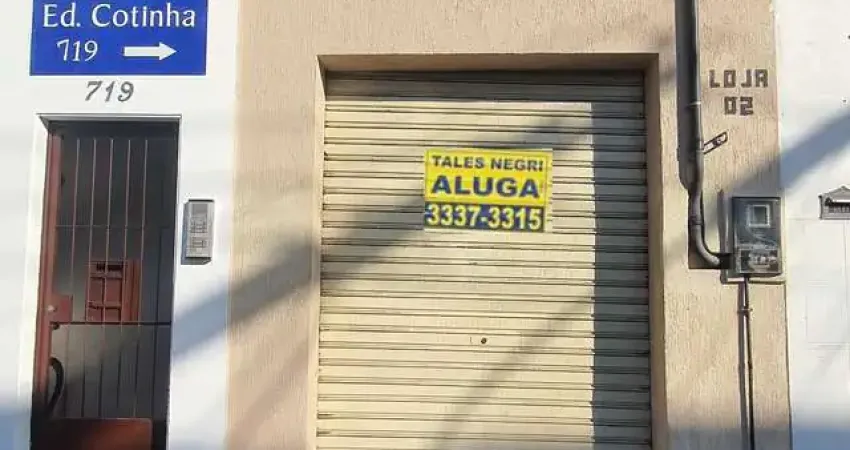 Ed. Cotinha
719
719
TALES NEGRI
ALUGA
3337-3315
LOJA
02